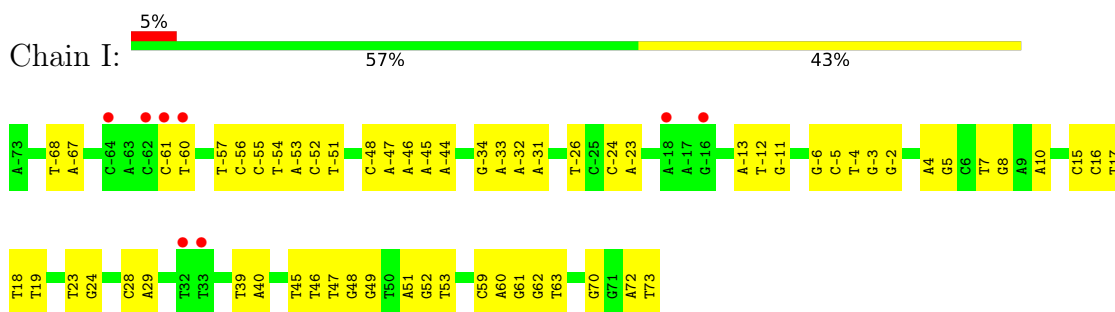 5%
Chain I:
57% 43%
A-73 T-68 A-67 C-64 A-63 C-62 C-61 T-60 T-57 C-56 C-55 T-54 A-53 C-52 T-51 C-48 A-47 A-46 A-45 A-44 G-34 A-33 A-32 A-31 T-26 C-25 C-24 A-23 A-18 A-17 G-16 A-13 T-12 G-11 G-6 C-5 T-4 G-3 G-2 A4 G5 C6 T7 G8 A9 A10 C15 C16 T17
T18 T19 T23 G24 C28 A29 T32 T33 T39 A40 T45 T46 T47 G48 G49 T50 A51 G52 T53 C59 A60 G61 G62 T63 G70 G71 A72 T73